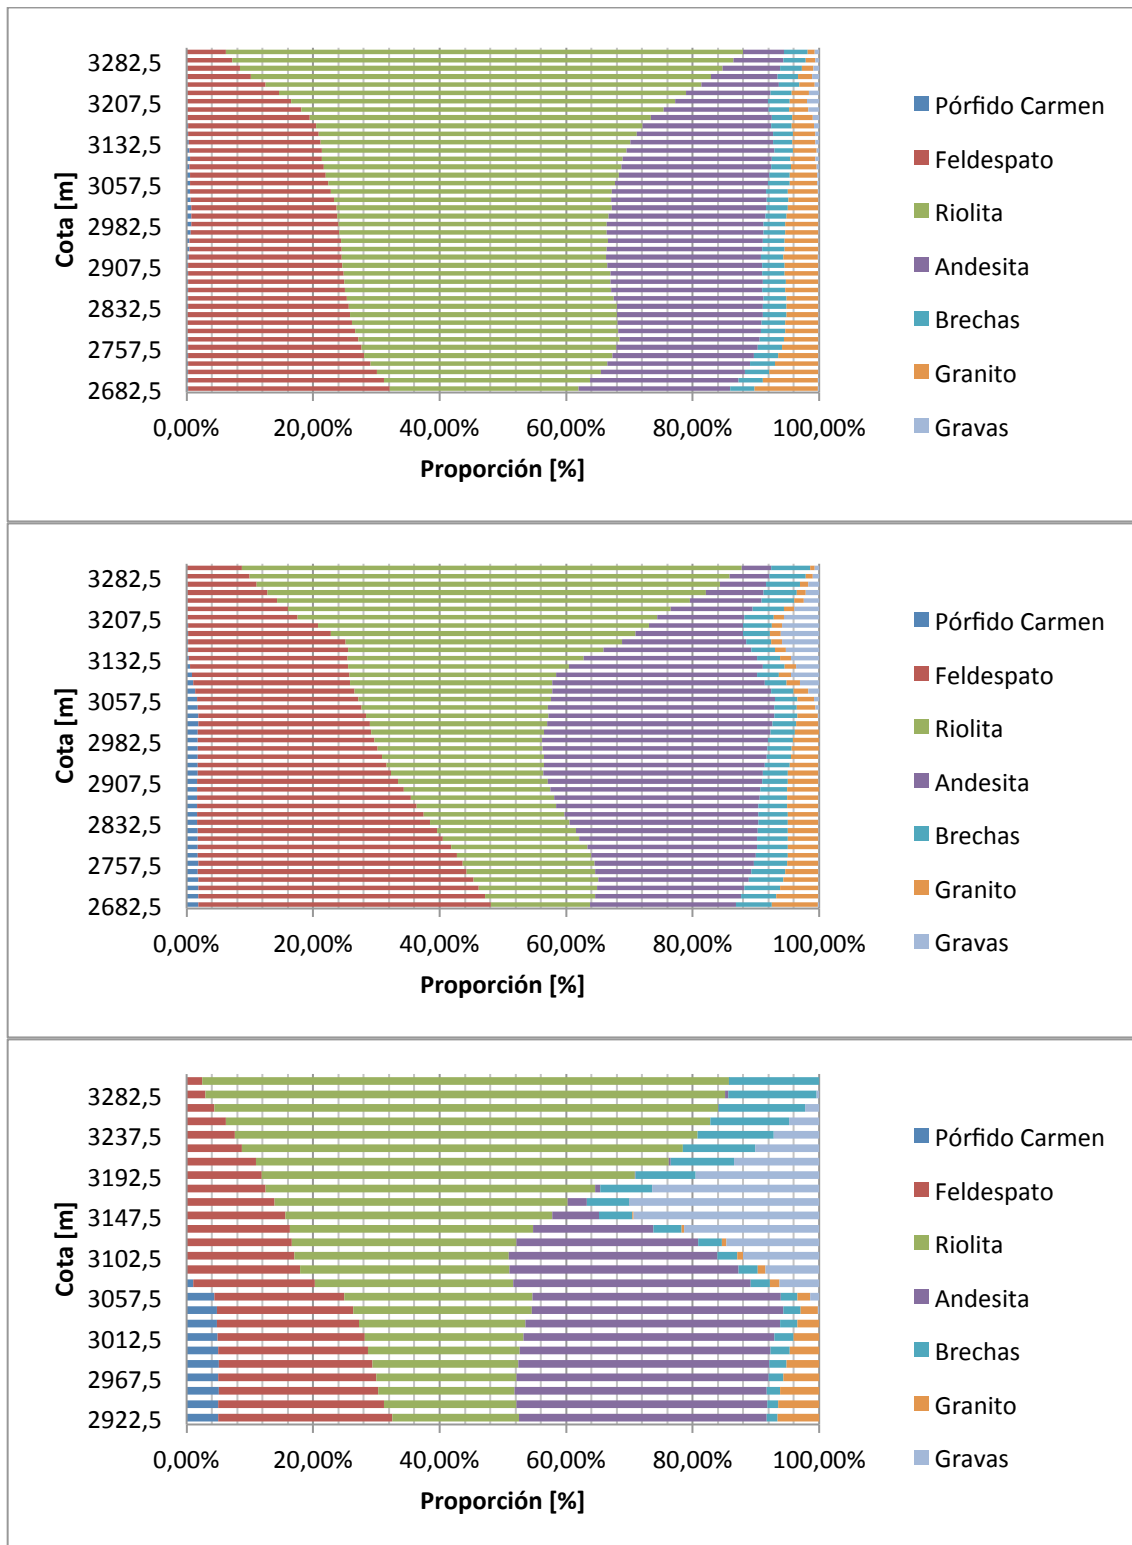 3282,5
3207,5
3132,5
3057,5
2982,5
2907,5
2832,5
2757,5
2682,5
Cota [m]
0,00% 20,00% 40,00% 60,00% 80,00% 100,00%
Proporción [%]
Pórfido Carmen
Feldespato
Riolita
Andesita
Brechas
Granito
Gravas
3282,5
3207,5
3132,5
3057,5
2982,5
2907,5
2832,5
2757,5
2682,5
Cota [m]
0,00% 20,00% 40,00% 60,00% 80,00% 100,00%
Proporción [%]
Pórfido Carmen
Feldespato
Riolita
Andesita
Brechas
Granito
Gravas
3282,5
3237,5
3192,5
3147,5
3102,5
3057,5
3012,5
2967,5
2922,5
Cota [m]
0,00% 20,00% 40,00% 60,00% 80,00% 100,00%
Proporción [%]
Pórfido Carmen
Feldespato
Riolita
Andesita
Brechas
Granito
Gravas